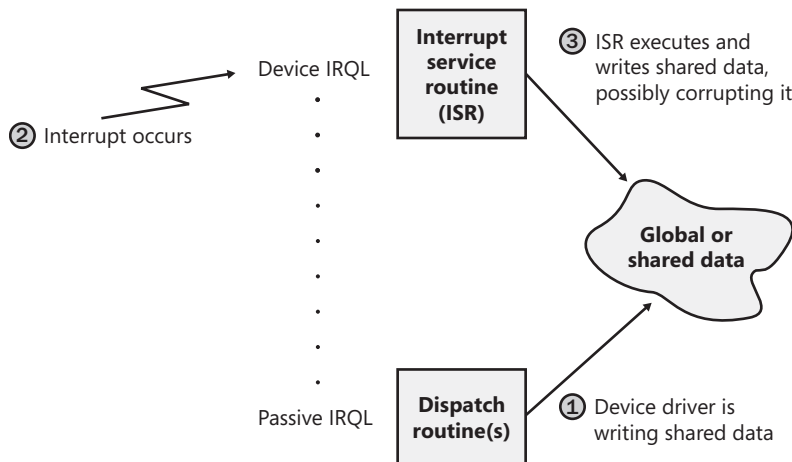 Device IRQL
Interrupt
service
routine
(ISR)
3 ISR executes and
writes shared data,
possibly corrupting it
2 Interrupt occurs
Global or
shared data
Passive IRQL
Dispatch
routine(s)
1 Device driver is
writing shared data